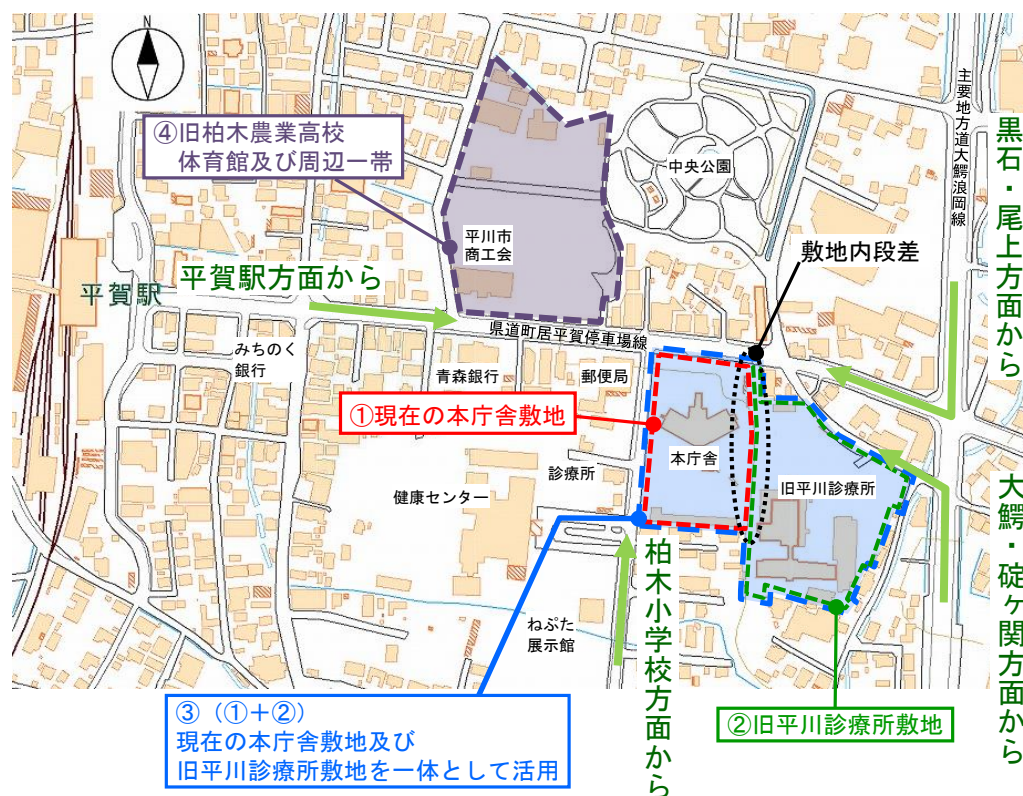 N
④旧柏木農業高校
体育館及び周辺一帯
中央公園
主要地方道大鰐浪岡線
黒石・尾上方面から
平川市
商工会
敷地内段差
平賀駅
平賀駅方面から
県道町居平賀停車場線
みちのく
銀行
青森銀行
郵便局
①現在の本庁舎敷地
本庁舎
診療所
旧平川診療所
健康センター
大鰐・碇ヶ関方面から
柏木小学校方面から
ねぷた
展示館
③（①＋②）
現在の本庁舎敷地及び
旧平川診療所敷地を一体として活用
②旧平川診療所敷地